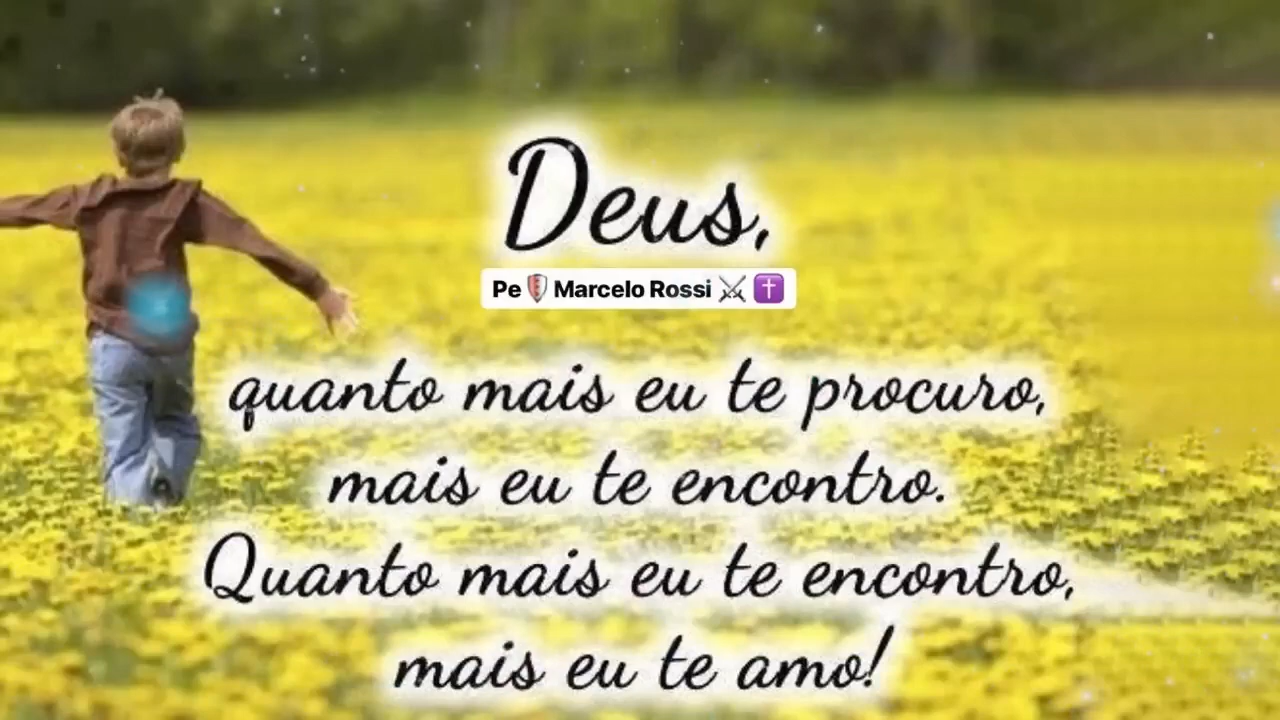 Deus,
Pe🛡️Marcelo Rossi ⚔️ ✝️
quanto mais eu te procuro,
mais eu te encontro.
Quanto mais eu te encontro,
mais eu te amo!